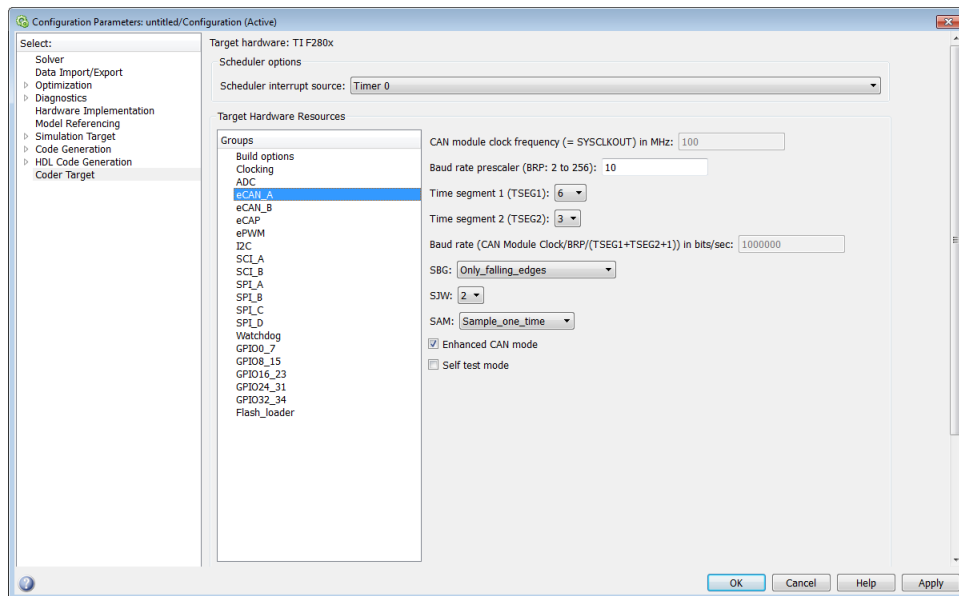 Configuration Parameters: untitled/Configuration (Active)
Select:
Solver
Data Import/Export
Optimization
Diagnostics
Hardware Implementation
Model Referencing
Simulation Target
Code Generation
HDL Code Generation
Coder Target
Target hardware: TI F280x
Scheduler options
Scheduler interrupt source: Timer 0
Target Hardware Resources
Groups
Build options
Clocking
ADC
eCAN_A
eCAN_B
eCAP
ePWM
I2C
SCI_A
SCI_B
SPI_A
SPI_B
SPI_C
SPI_D
Watchdog
GPIO0_7
GPIO8_15
GPIO16_23
GPIO24_31
GPIO32_34
Flash_loader
CAN module clock frequency (= SYSCLKOUT) in MHz: 100
Baud rate prescaler (BRP: 2 to 256): 10
Time segment 1 (TSEG1): 6
Time segment 2 (TSEG2): 3
Baud rate (CAN Module Clock/BRP/(TSEG1+TSEG2+1)) in bits/sec: 1000000
SBG: Only_falling_edges
SJW: 2
SAM: Sample_one_time
Enhanced CAN mode
Self test mode
OK Cancel Help Apply